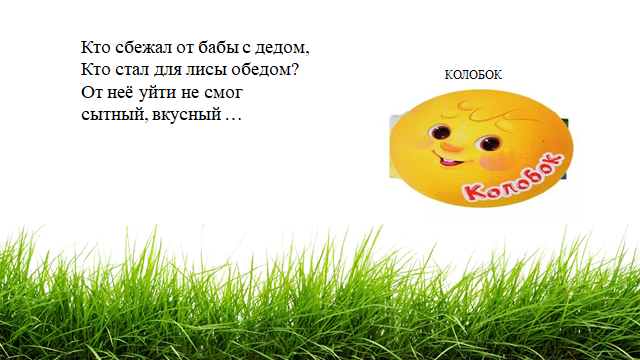 Кто сбежал от бабы с дедом,
Кто стал для лисы обедом?
От неё уйти не смог
сытный, вкусный …
КОЛОБОК
Колобок